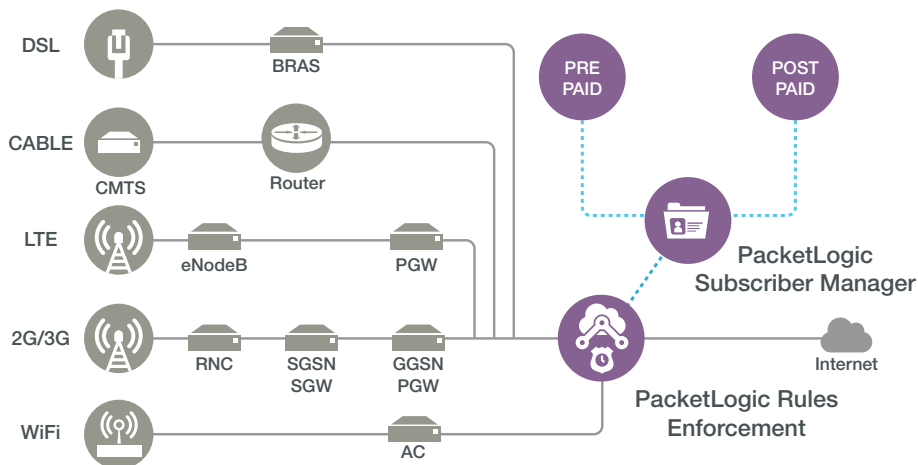 DSL
BRAS
PRE
PAID
POST
PAID
CABLE
CMTS
Router
LTE
eNodeB
PGW
PacketLogic
Subscriber Manager
2G/3G
RNC
SGSN
SGW
GGSN
PGW
Internet
PacketLogic Rules
Enforcement
WiFi
AC